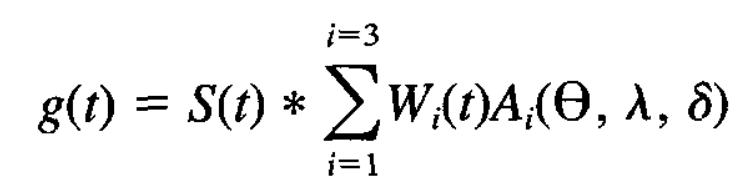 i=3
g(t) = S(t) * ∑ W_i(t)A_i(Θ, λ, δ)
i=1